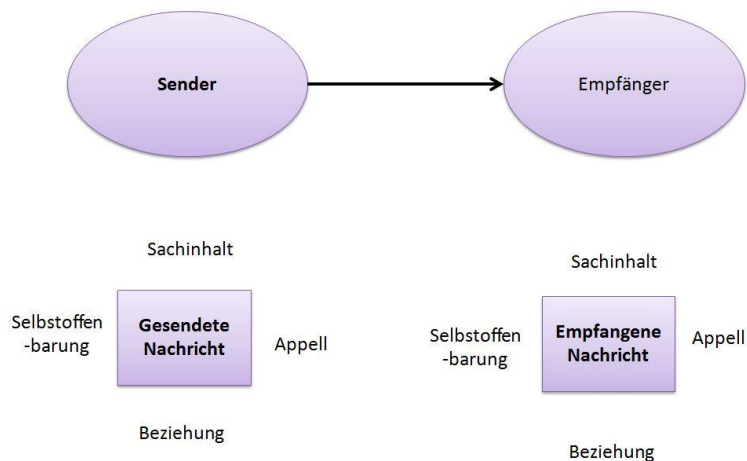 Sender
Empfänger
Sachinhalt
Selbstoffen
-barung
Gesendete
Nachricht
Appell
Beziehung
Sachinhalt
Selbstoffen
-barung
Empfangene
Nachricht
Appell
Beziehung